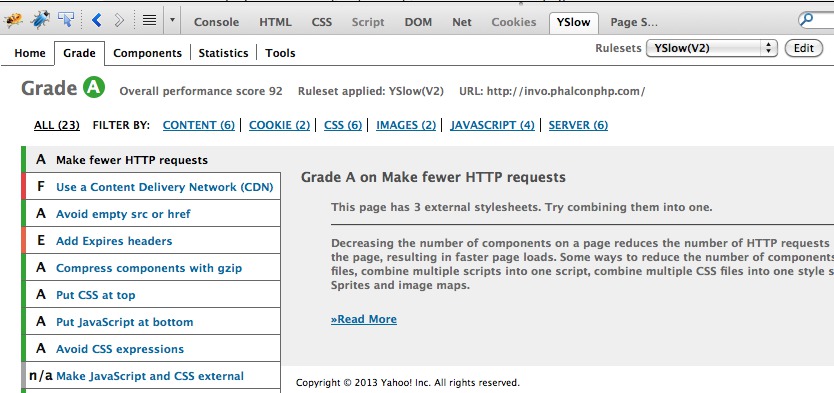 Console HTML CSS Script DOM Net Cookies YSlow Page S...
Home Grade Components Statistics Tools Rulesets YSlow(V2) Edit
Grade A Overall performance score 92 Ruleset applied: YSlow(V2) URL: http://invo.phalconphp.com/
ALL (23) FILTER BY: CONTENT (6) COOKIE (2) CSS (6) IMAGES (2) JAVASCRIPT (4) SERVER (6)
A Make fewer HTTP requests
F Use a Content Delivery Network (CDN)
A Avoid empty src or href
E Add Expires headers
A Compress components with gzip
A Put CSS at top
A Put JavaScript at bottom
A Avoid CSS expressions
n/a Make JavaScript and CSS external
Grade A on Make fewer HTTP requests
This page has 3 external stylesheets. Try combining them into one.
Decreasing the number of components on a page reduces the number of HTTP requests
the page, resulting in faster page loads. Some ways to reduce the number of components
files, combine multiple scripts into one script, combine multiple CSS files into one style s
Sprites and image maps.
»Read More
Copyright © 2013 Yahoo! Inc. All rights reserved.